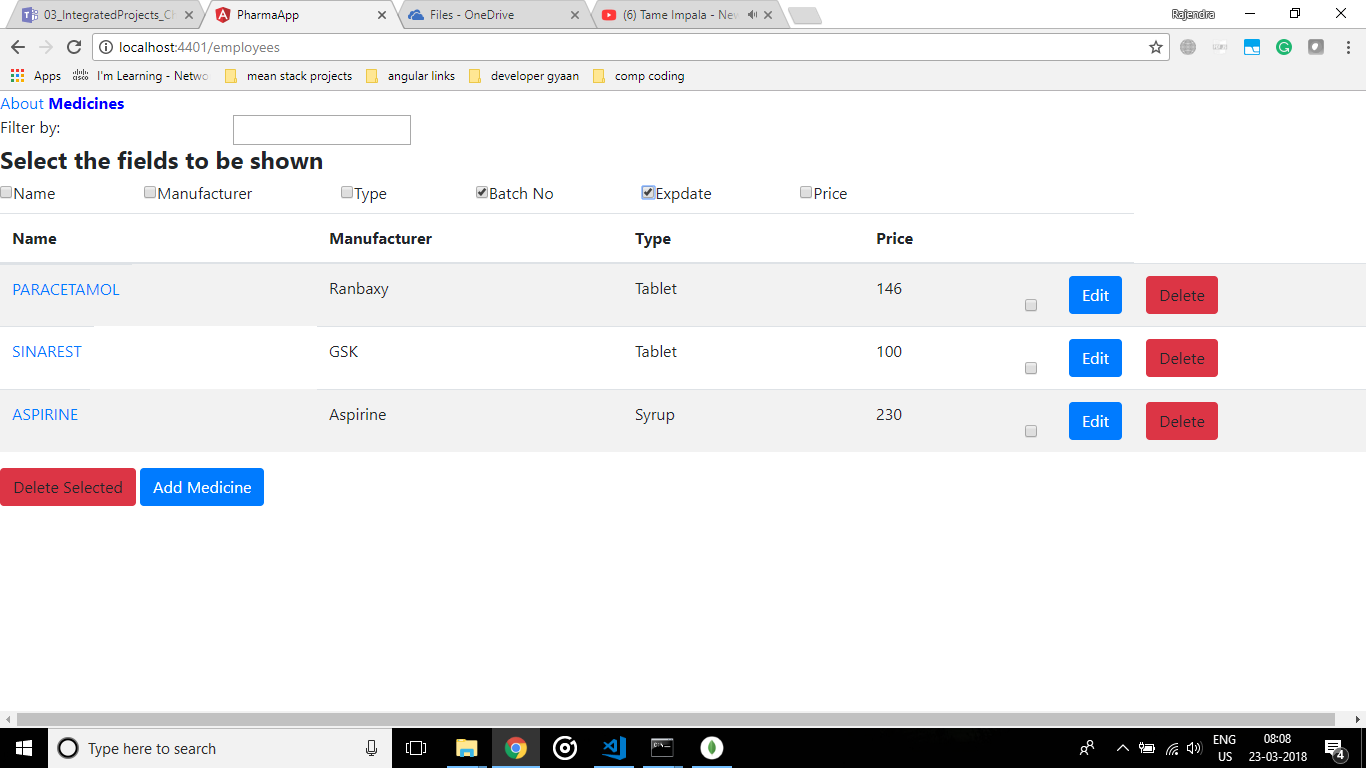 03_IntegratedProjects_Ch
PharmaApp
Files - OneDrive
(6) Tame Impala - Nev
Rajendra
localhost:4401/employees
Apps
cisco
I'm Learning - Netwo
mean stack projects
angular links
developer gyaan
comp coding
About Medicines
Filter by:
Select the fields to be shown
Name Manufacturer Type Batch No Expdate Price
Name Manufacturer Type Price
PARACETAMOL Ranbaxy Tablet 146 Edit Delete
SINAREST GSK Tablet 100 Edit Delete
ASPIRINE Aspirine Syrup 230 Edit Delete
Delete Selected Add Medicine
Type here to search
ENG
US
08:08
23-03-2018
4